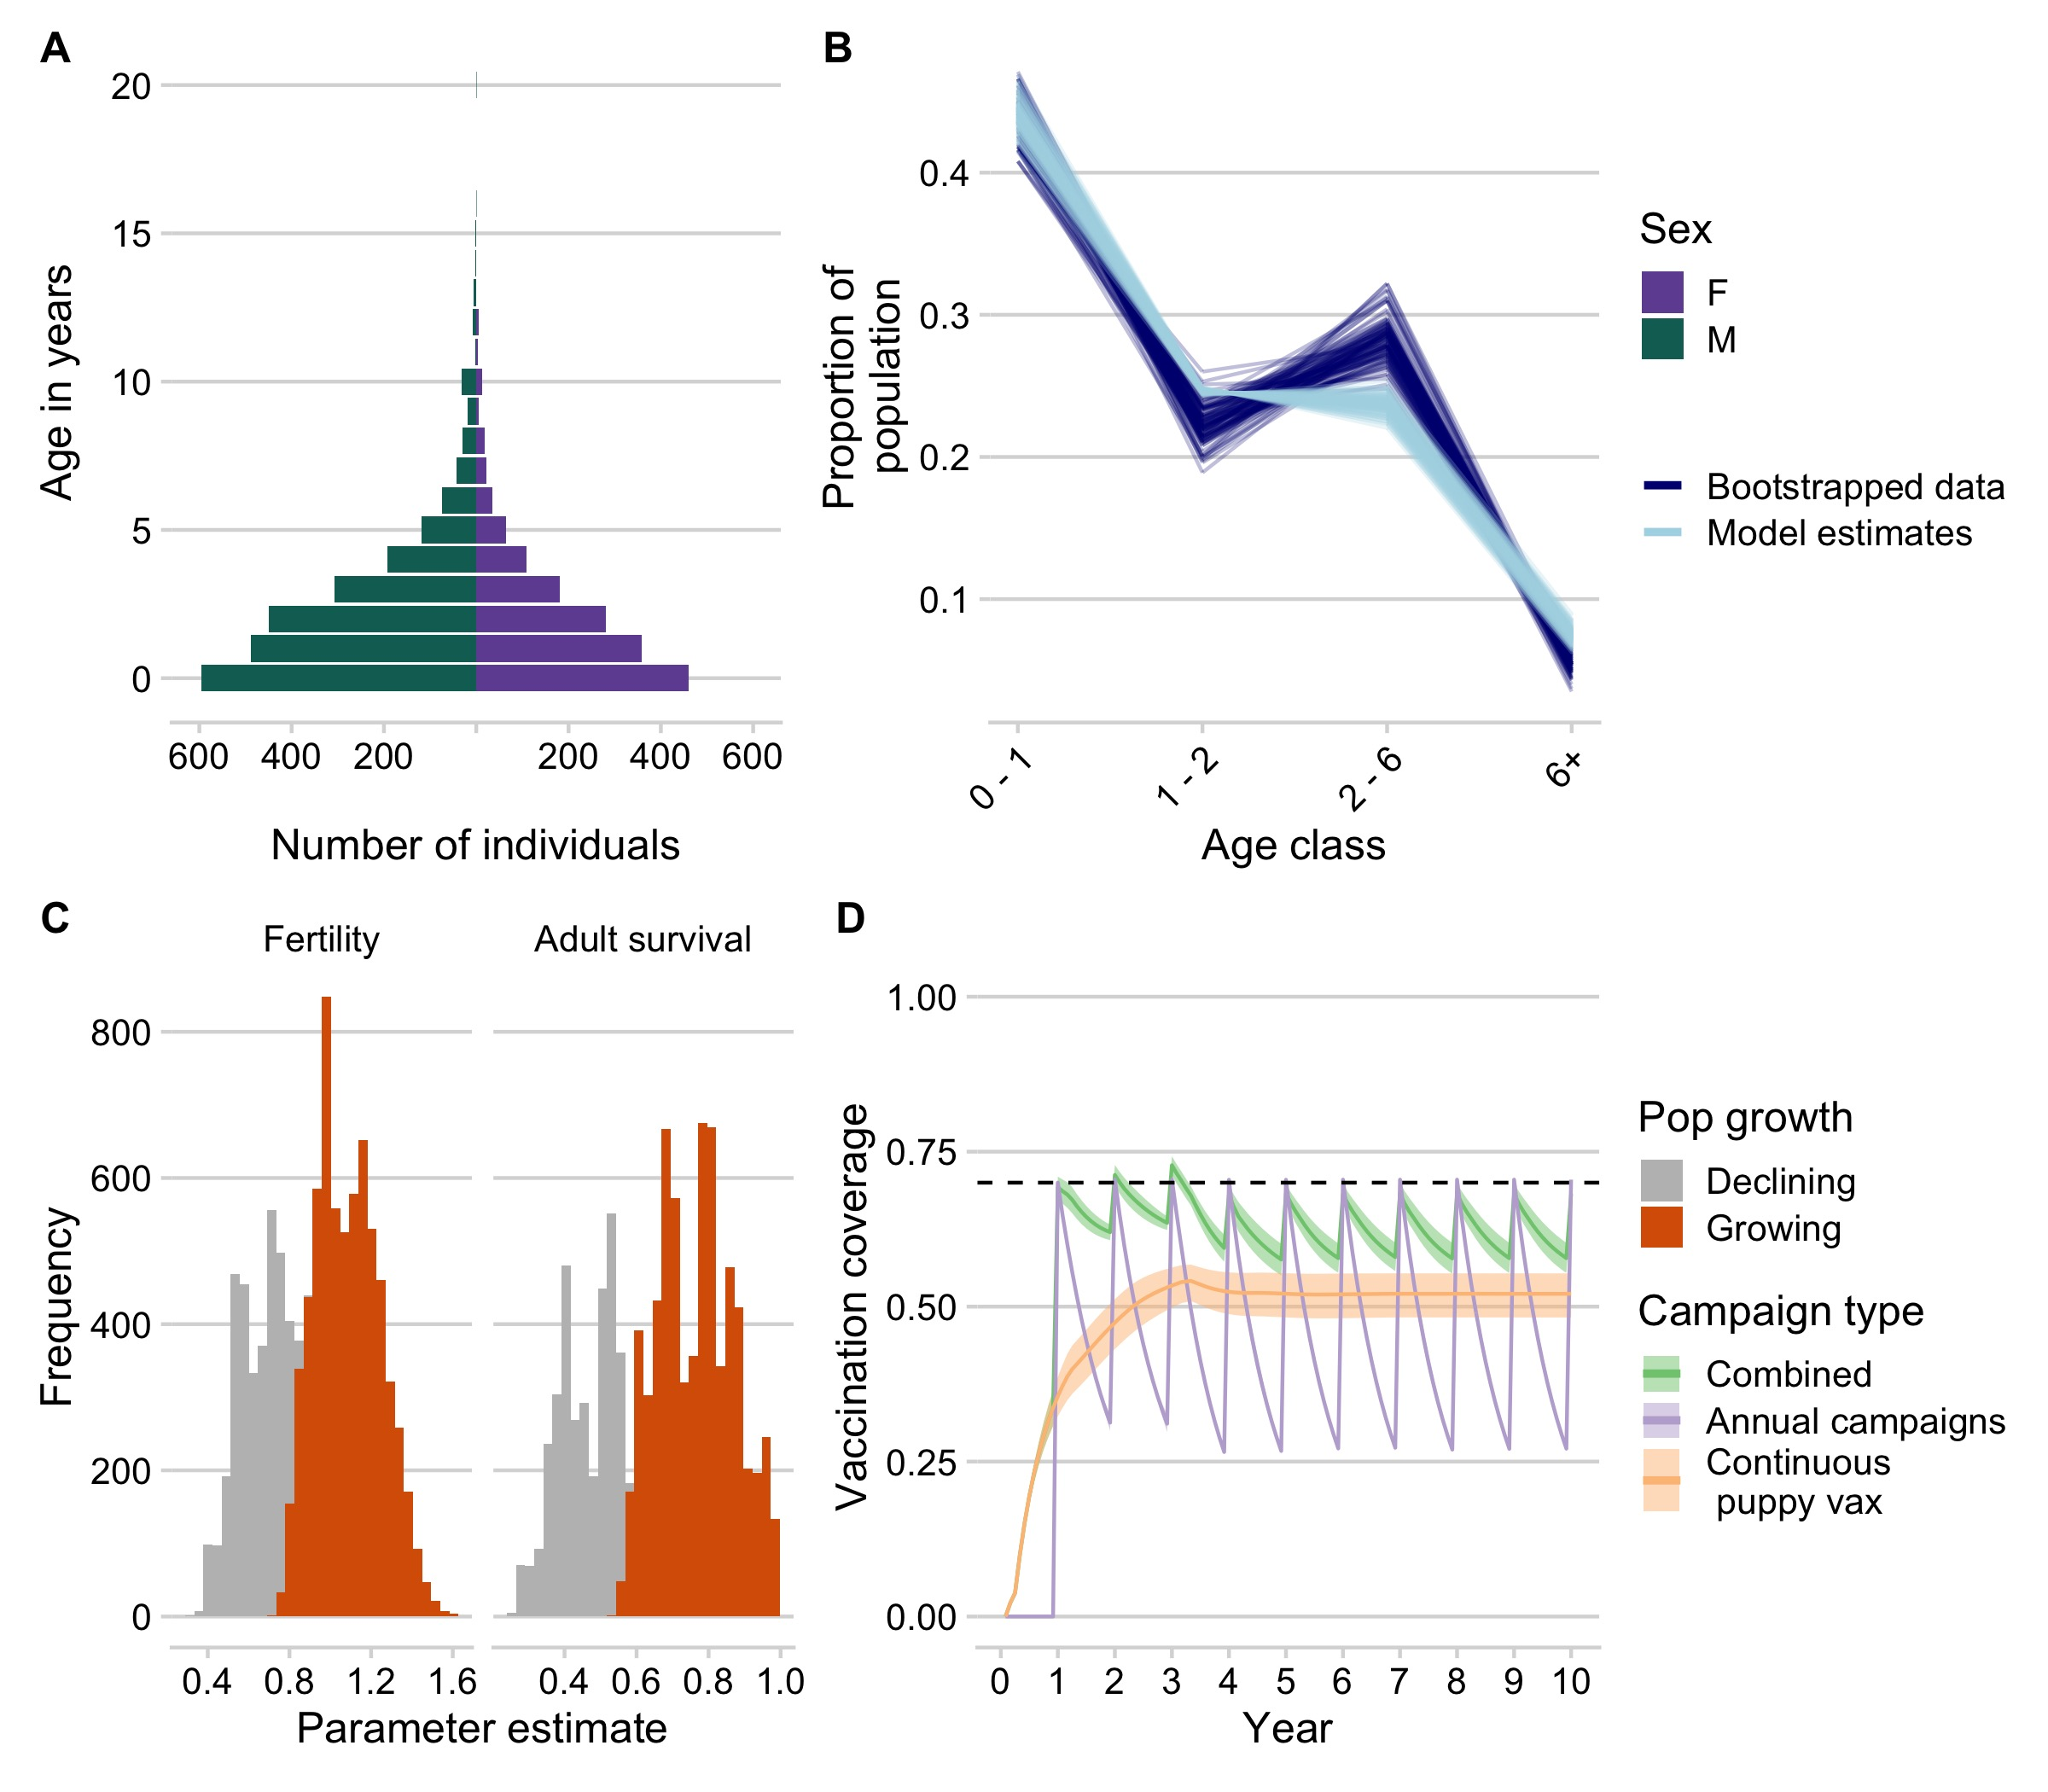 A
20
15
10
5
0
Age in years
600 400 200 200 400 600
Number of individuals
B
0.4
0.3
0.2
0.1
Proportion of
population
0 - 1 1 - 2 2 - 6 6+
Age class
Sex
F
M
Bootstrapped data
Model estimates
C
Fertility Adult survival
800
600
400
200
0
Frequency
0.4 0.8 1.2 1.6 0.4 0.6 0.8 1.0
Parameter estimate
D
1.00
0.75
0.50
0.25
0.00
Vaccination coverage
0 1 2 3 4 5 6 7 8 9 10
Year
Pop growth
Declining
Growing
Campaign type
Combined
Annual campaigns
Continuous
puppy vax